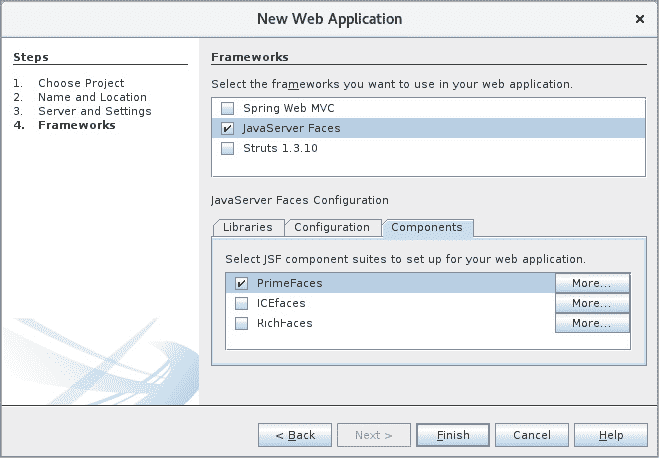 New Web Application
Steps
1. Choose Project
2. Name and Location
3. Server and Settings
4. Frameworks
Frameworks
Select the frameworks you want to use in your web application.
Spring Web MVC
JavaServer Faces
Struts 1.3.10
JavaServer Faces Configuration
Libraries Configuration Components
Select JSF component suites to set up for your web application.
PrimeFaces More...
ICEfaces More...
RichFaces More...
< Back Next > Finish Cancel Help